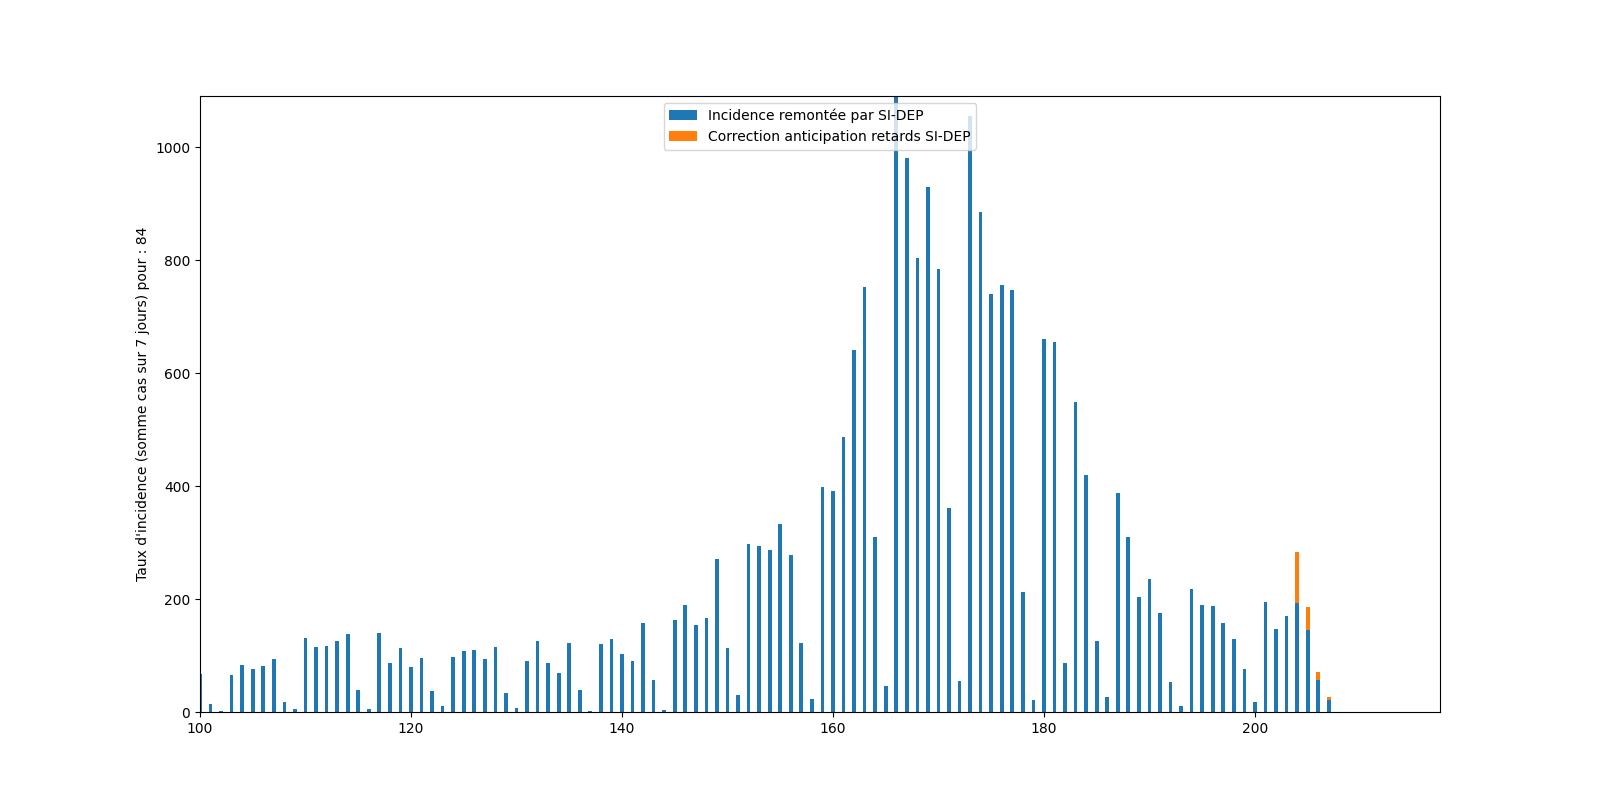 Incidence remontée par SI-DEP
Correction anticipation retards SI-DEP
Taux d'incidence (somme cas sur 7 jours) pour : 84
1000
800
600
400
200
0
100 120 140 160 180 200